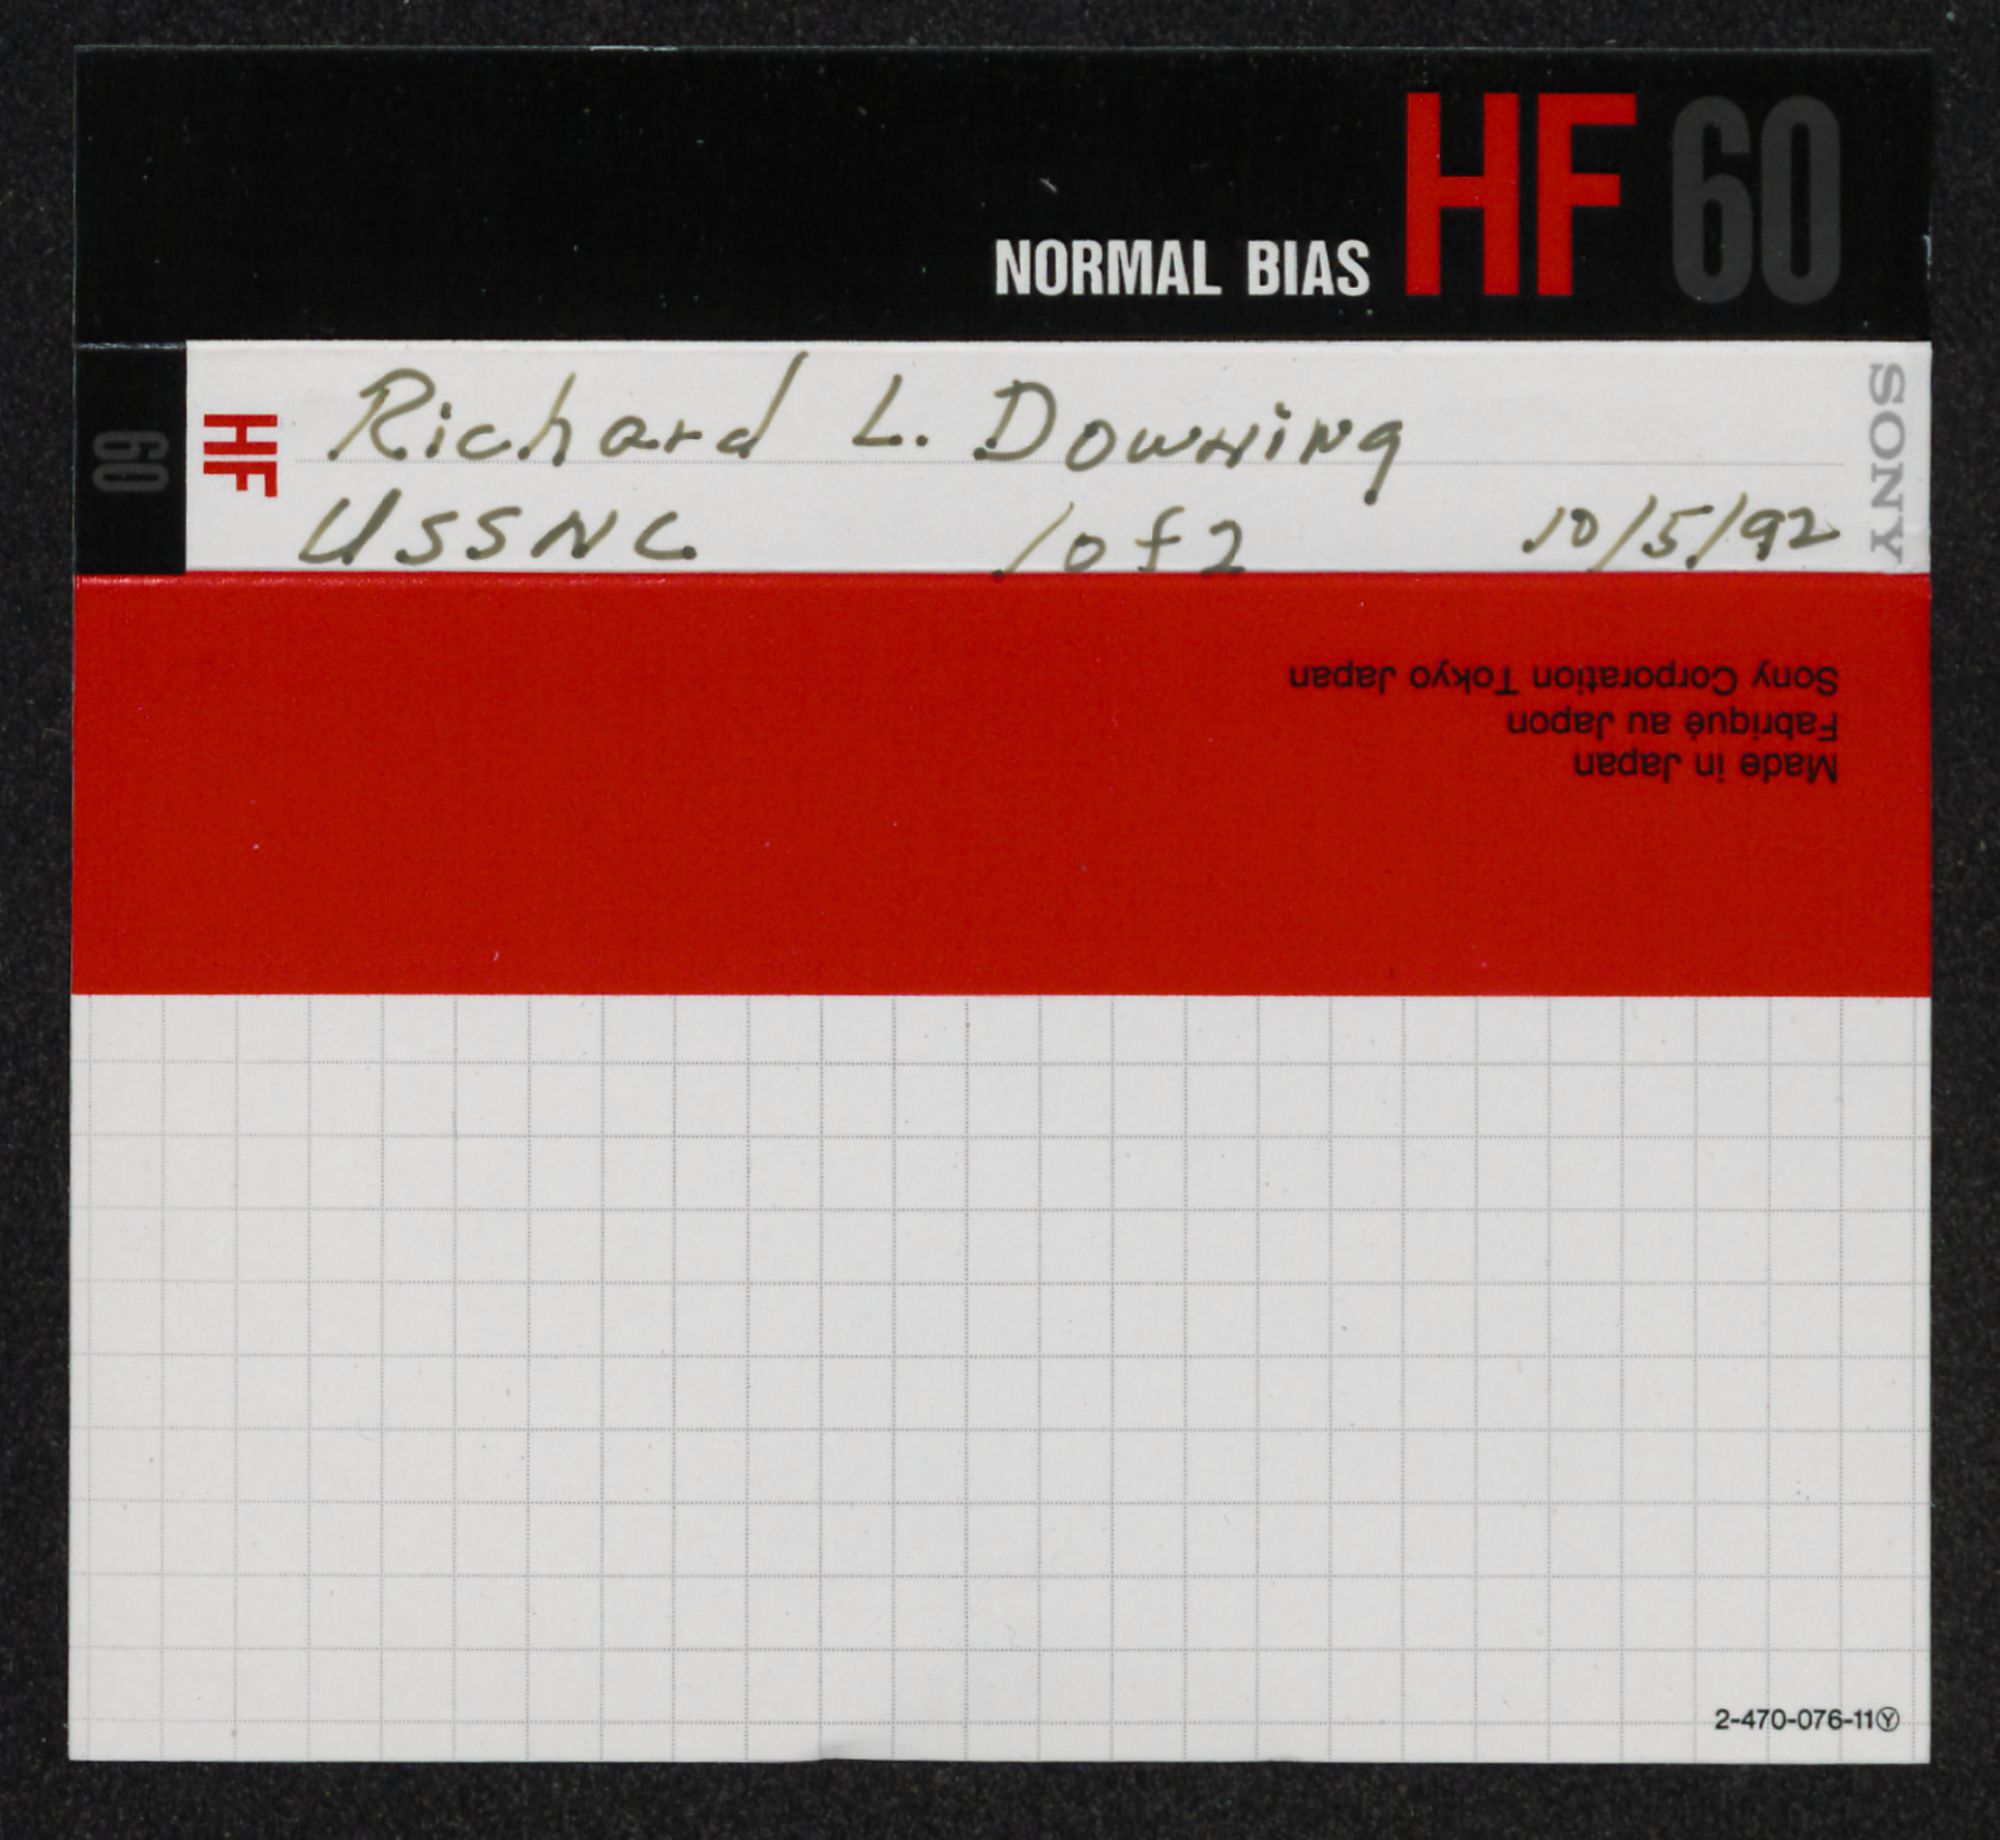 NORMAL BIAS HF 60
60 HF Richard L. Downing SONY
USSNC 1 of 2 10/5/92
Sony Corporation Tokyo Japan
Fabriqué au Japon
Made in Japan
2-470-076-11Ⓨ